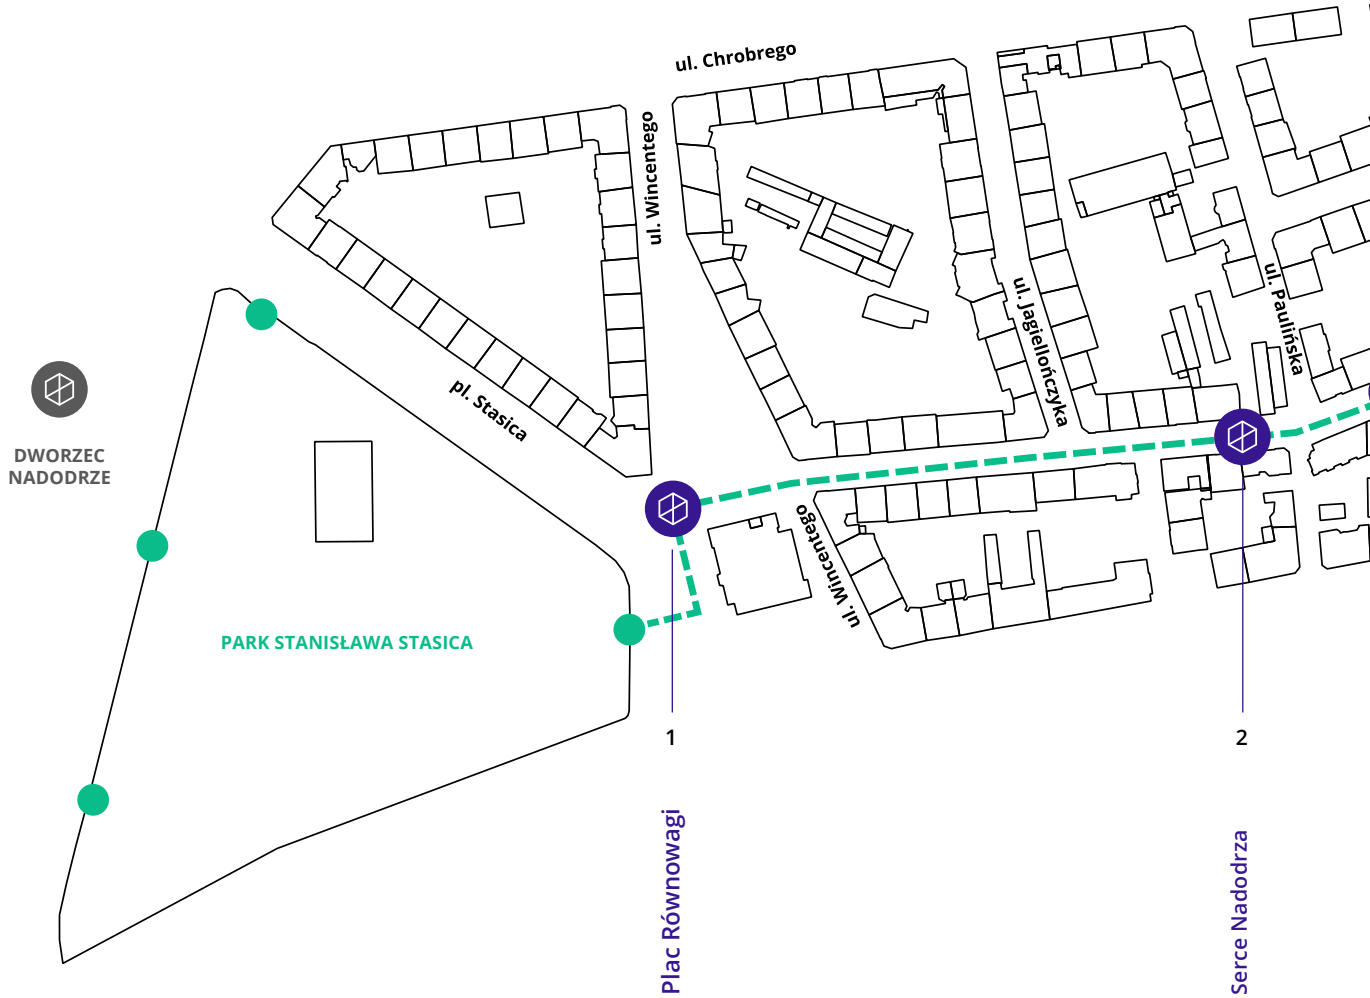 ul. Chrobrego
ul. Wincentego
ul. Jagiellończyka
ul. Paulińska
pl. Stasica
DWORZEC
NADODRZE
ul. Wincentego
PARK STANISŁAWA STASICA
1
2
Plac Równowagi
Serce Nadodrza